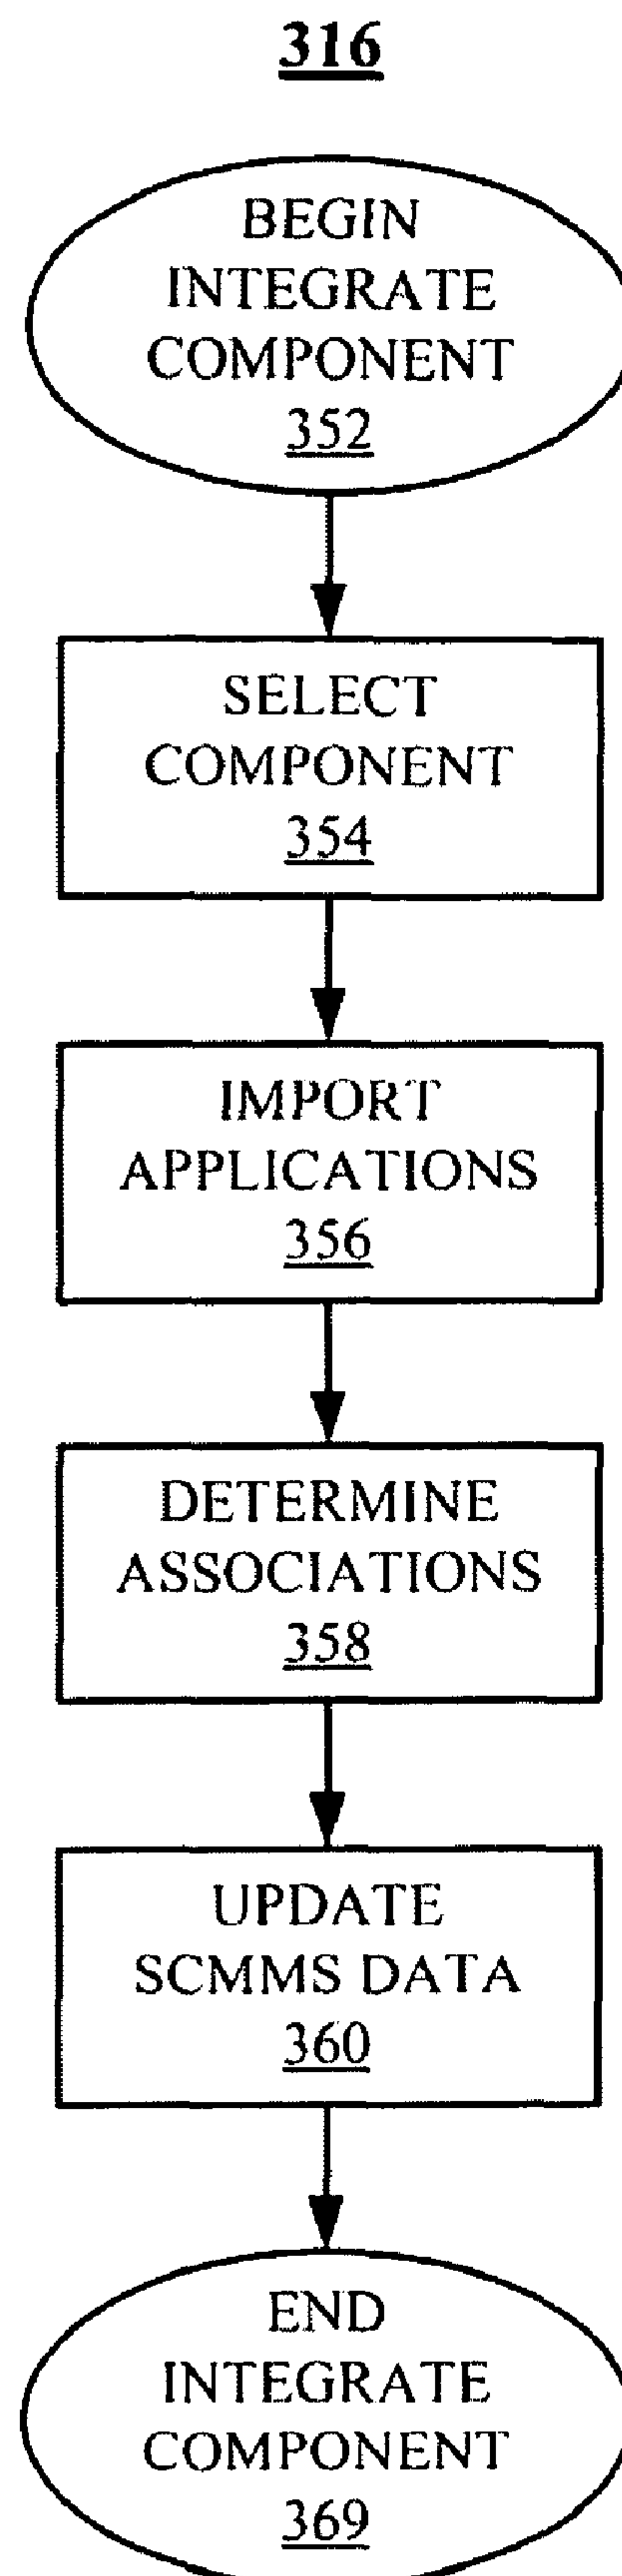 316
BEGIN
INTEGRATE
COMPONENT
352
SELECT
COMPONENT
354
IMPORT
APPLICATIONS
356
DETERMINE
ASSOCIATIONS
358
UPDATE
SCMMS DATA
360
END
INTEGRATE
COMPONENT
369